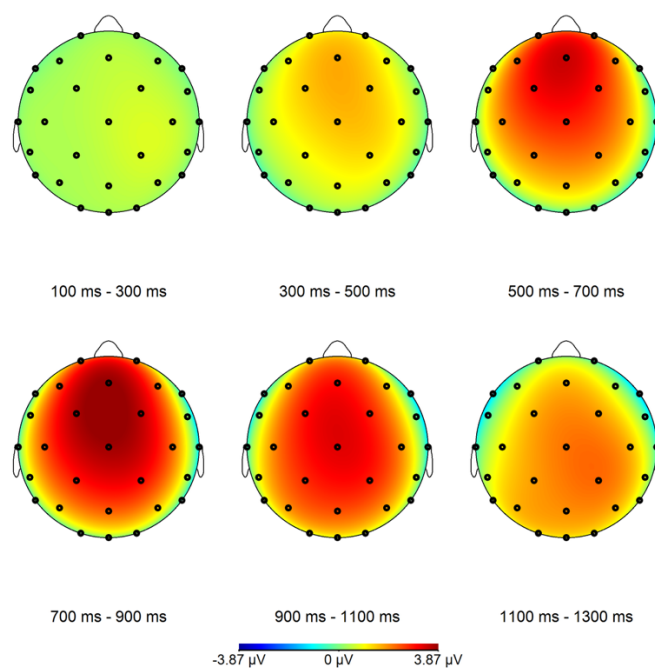 100 ms - 300 ms
300 ms - 500 ms
500 ms - 700 ms
700 ms - 900 ms
900 ms - 1100 ms
1100 ms - 1300 ms
-3.87 µV
0 µV
3.87 µV